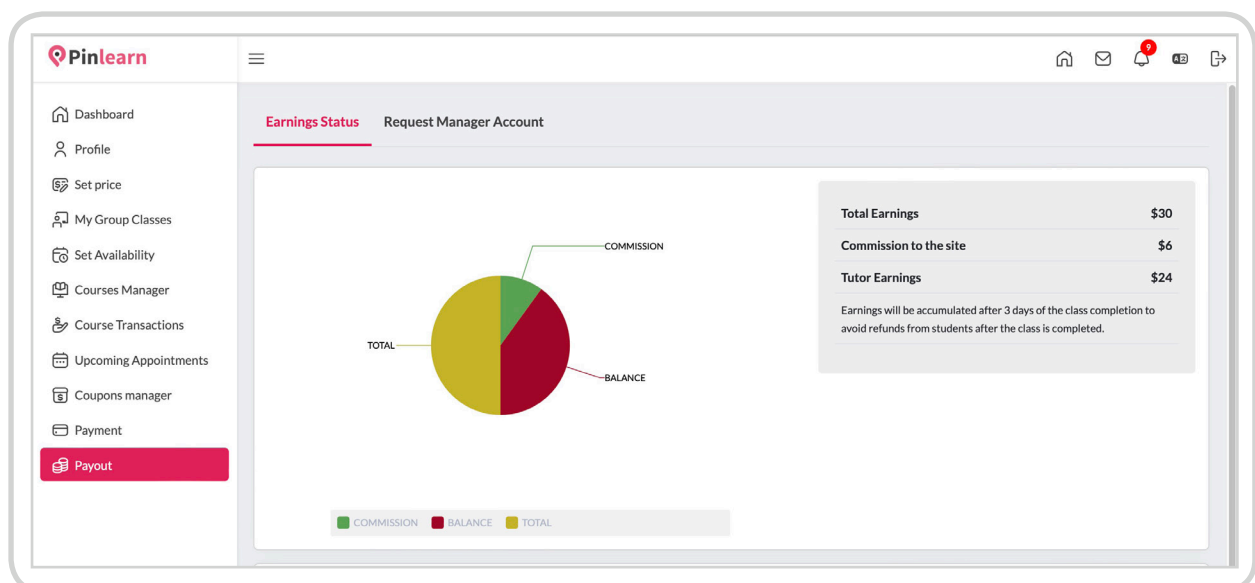 Pinlearn
9
Dashboard
Profile
Set price
My Group Classes
Set Availability
Courses Manager
Course Transactions
Upcoming Appointments
Coupons manager
Payment
Payout
Earnings Status
Request Manager Account
COMMISSION
TOTAL
BALANCE
COMMISSION BALANCE TOTAL
Total Earnings $30
Commission to the site $6
Tutor Earnings $24
Earnings will be accumulated after 3 days of the class completion to
avoid refunds from students after the class is completed.